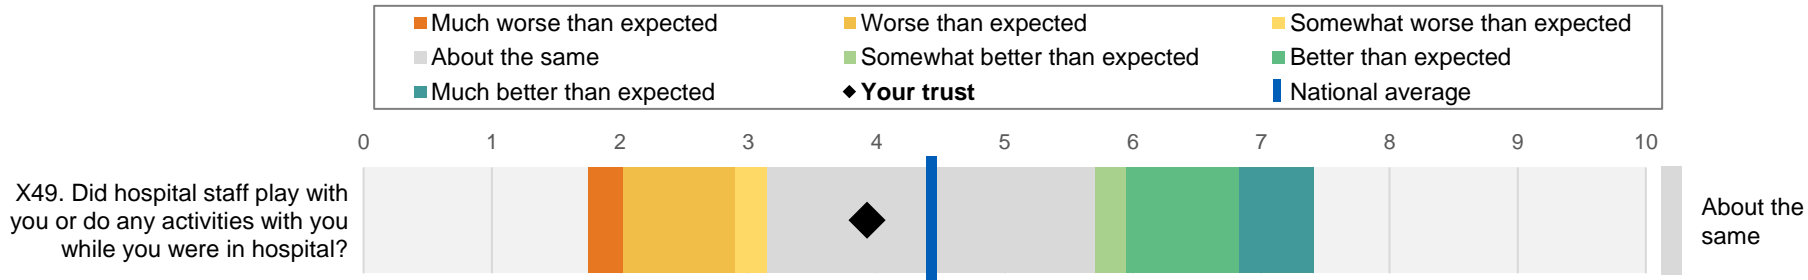 Much worse than expected
Worse than expected
Somewhat worse than expected
About the same
Somewhat better than expected
Better than expected
Much better than expected
Your trust
National average
0 1 2 3 4 5 6 7 8 9 10
X49. Did hospital staff play with
you or do any activities with you
while you were in hospital?
About the
same